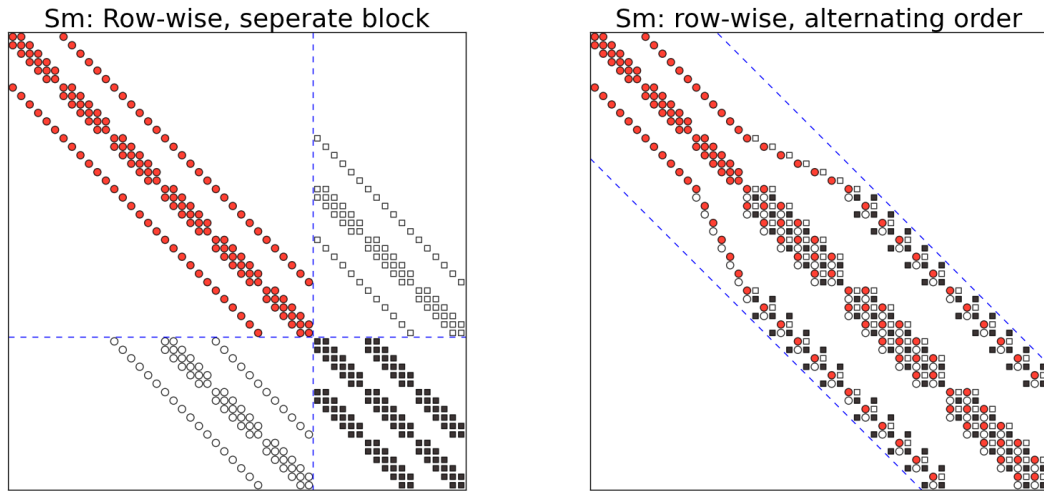 Sm: Row-wise, seperate block
Sm: row-wise, alternating order